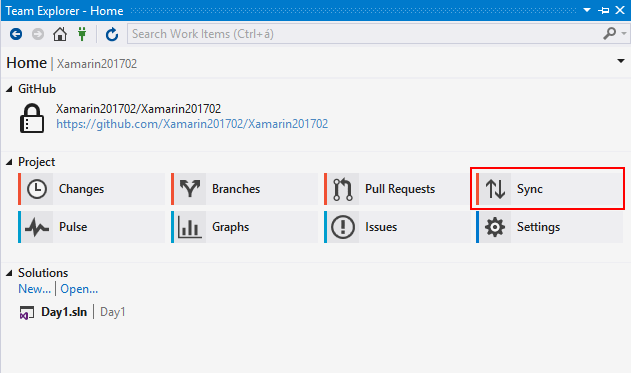 Team Explorer - Home
Search Work Items (Ctrl+á)
Home | Xamarin201702
GitHub
Xamarin201702/Xamarin201702
https://github.com/Xamarin201702/Xamarin201702
Project
Changes Branches Pull Requests Sync
Pulse Graphs Issues Settings
Solutions
New... | Open...
Day1.sln | Day1